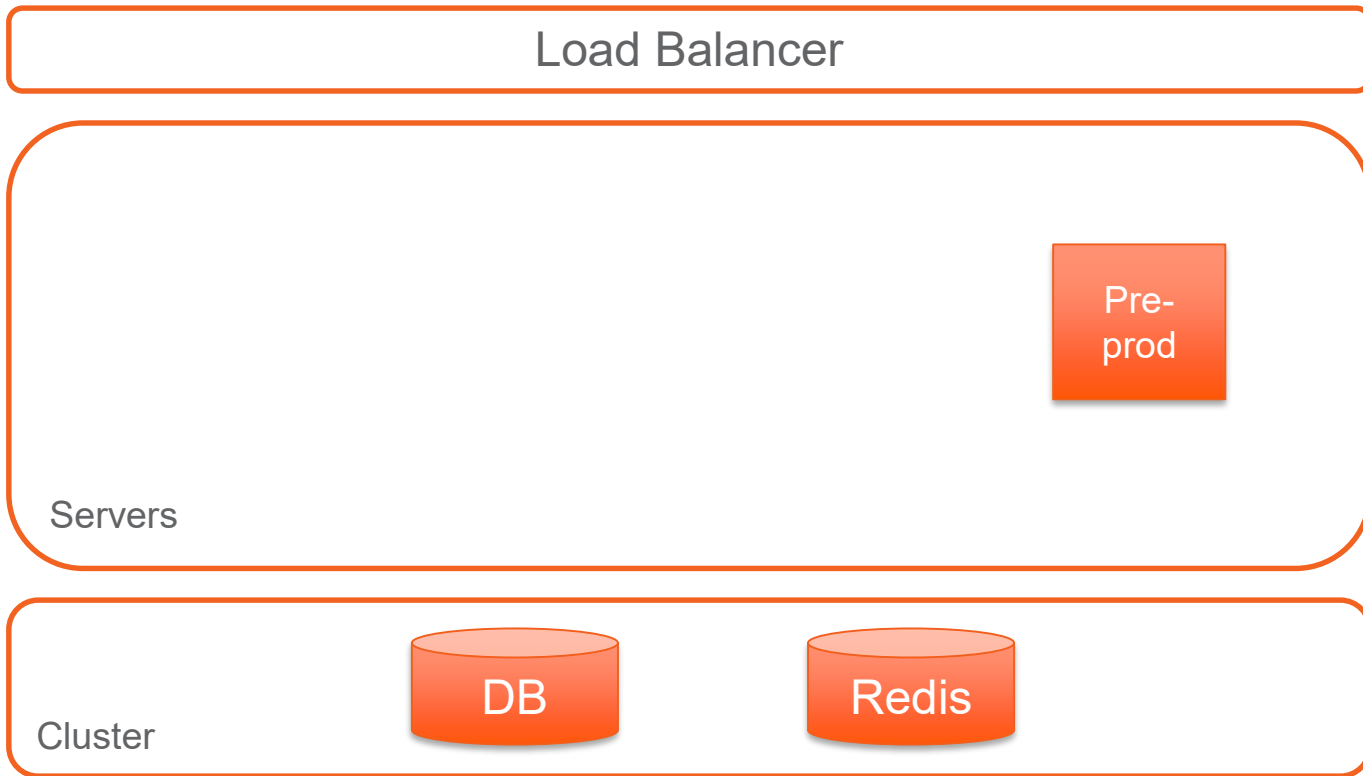 Load Balancer
Pre-
prod
Servers
DB
Redis
Cluster